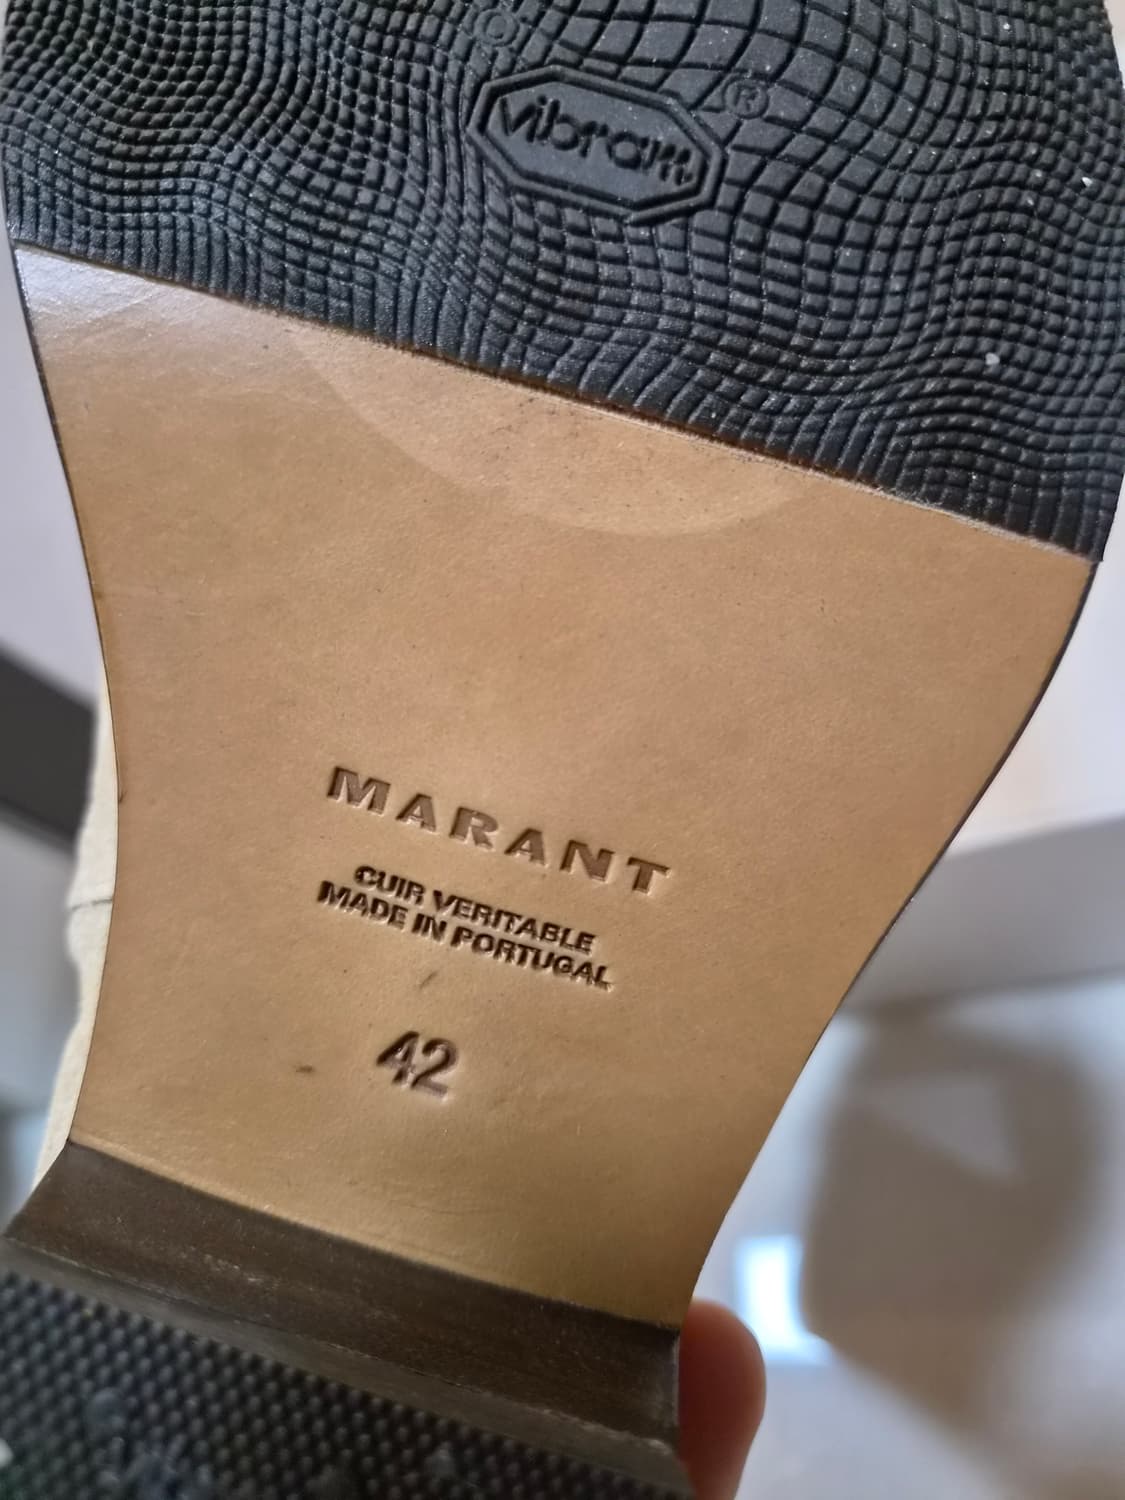 vibram ®
MARANT
CUIR VERITABLE
MADE IN PORTUGAL
42